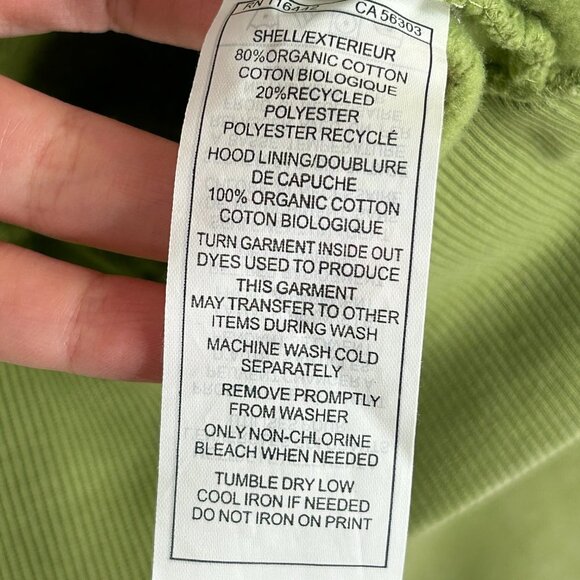 CA 56303
SHELL/EXTERIEUR
80%ORGANIC COTTON
COTON BIOLOGIQUE
20%RECYCLED
POLYESTER
POLYESTER RECYCLÉ
HOOD LINING/DOUBLURE
DE CAPUCHE
100% ORGANIC COTTON
COTON BIOLOGIQUE
TURN GARMENT INSIDE OUT
DYES USED TO PRODUCE
THIS GARMENT
MAY TRANSFER TO OTHER
ITEMS DURING WASH
MACHINE WASH COLD
SEPARATELY
REMOVE PROMPTLY
FROM WASHER
ONLY NON-CHLORINE
BLEACH WHEN NEEDED
TUMBLE DRY LOW
COOL IRON IF NEEDED
DO NOT IRON ON PRINT